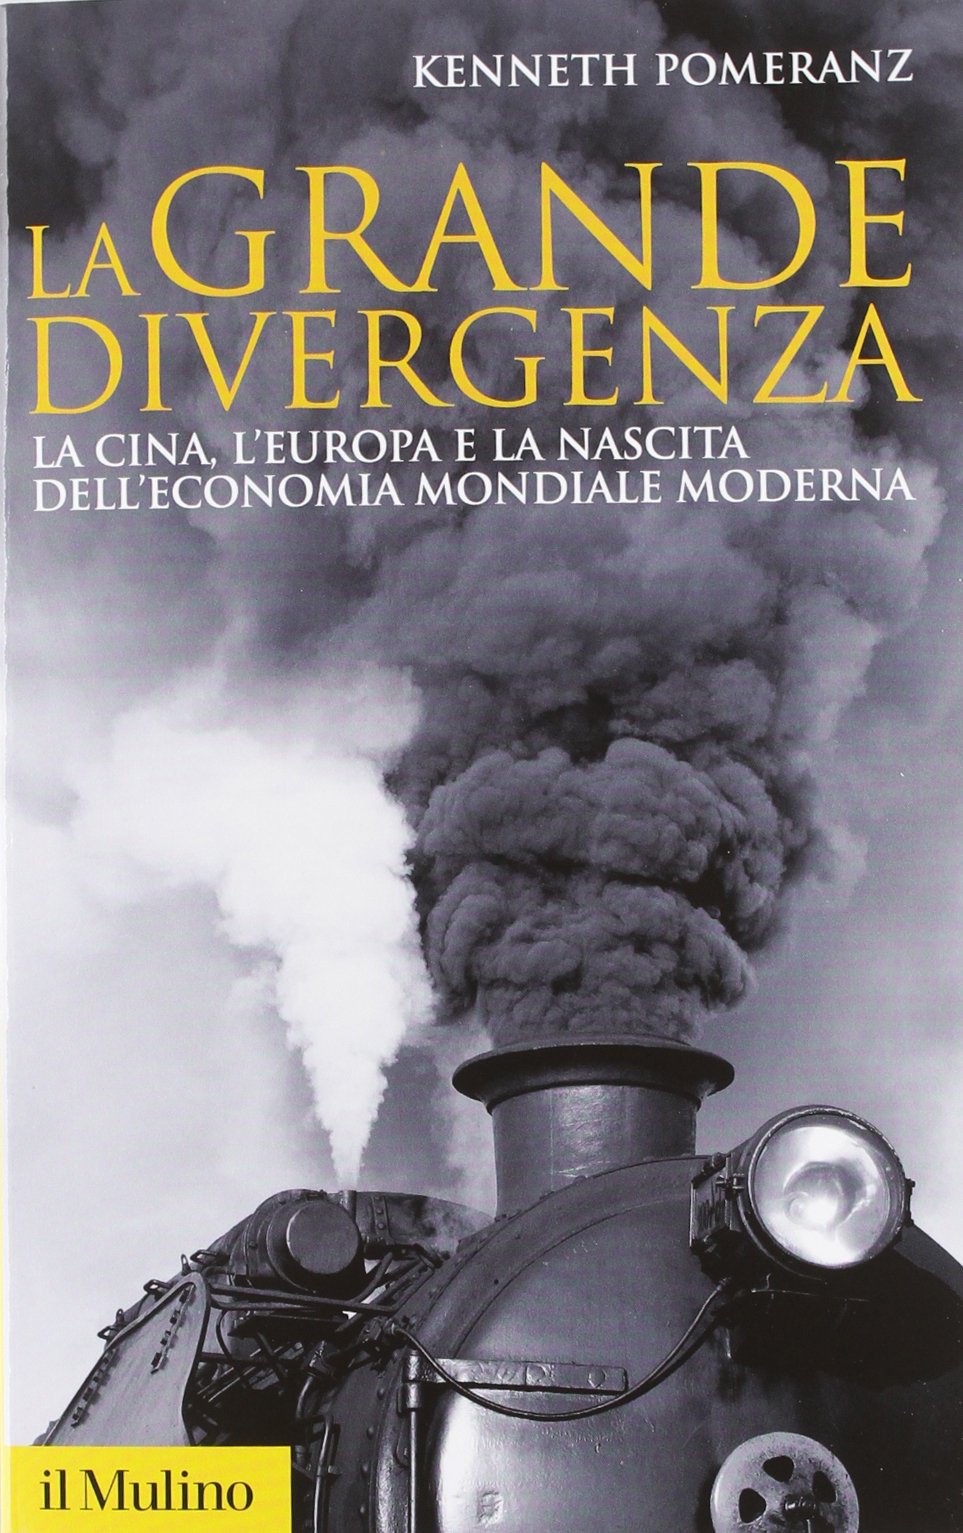 KENNETH POMERANZ
LA GRANDE
DIVERGENZA
LA CINA, L'EUROPA E LA NASCITA
DELL'ECONOMIA MONDIALE MODERNA
il Mulino